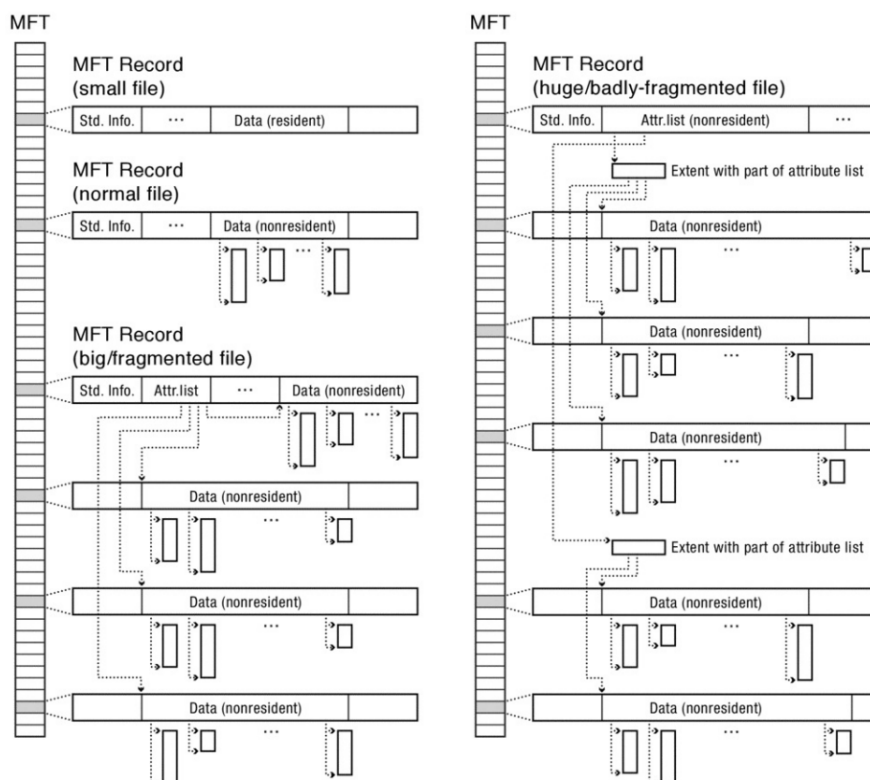 MFT
MFT Record
(small file)
Std. Info.
...
Data (resident)
MFT Record
(normal file)
Std. Info.
...
Data (nonresident)
...
MFT Record
(big/fragmented file)
Std. Info.
Attr.list
...
Data (nonresident)
...
Data (nonresident)
...
Data (nonresident)
...
Data (nonresident)
...
MFT
MFT Record
(huge/badly-fragmented file)
Std. Info.
Attr.list (nonresident)
...
Extent with part of attribute list
Data (nonresident)
...
Data (nonresident)
...
Data (nonresident)
...
Extent with part of attribute list
Data (nonresident)
...
Data (nonresident)
...